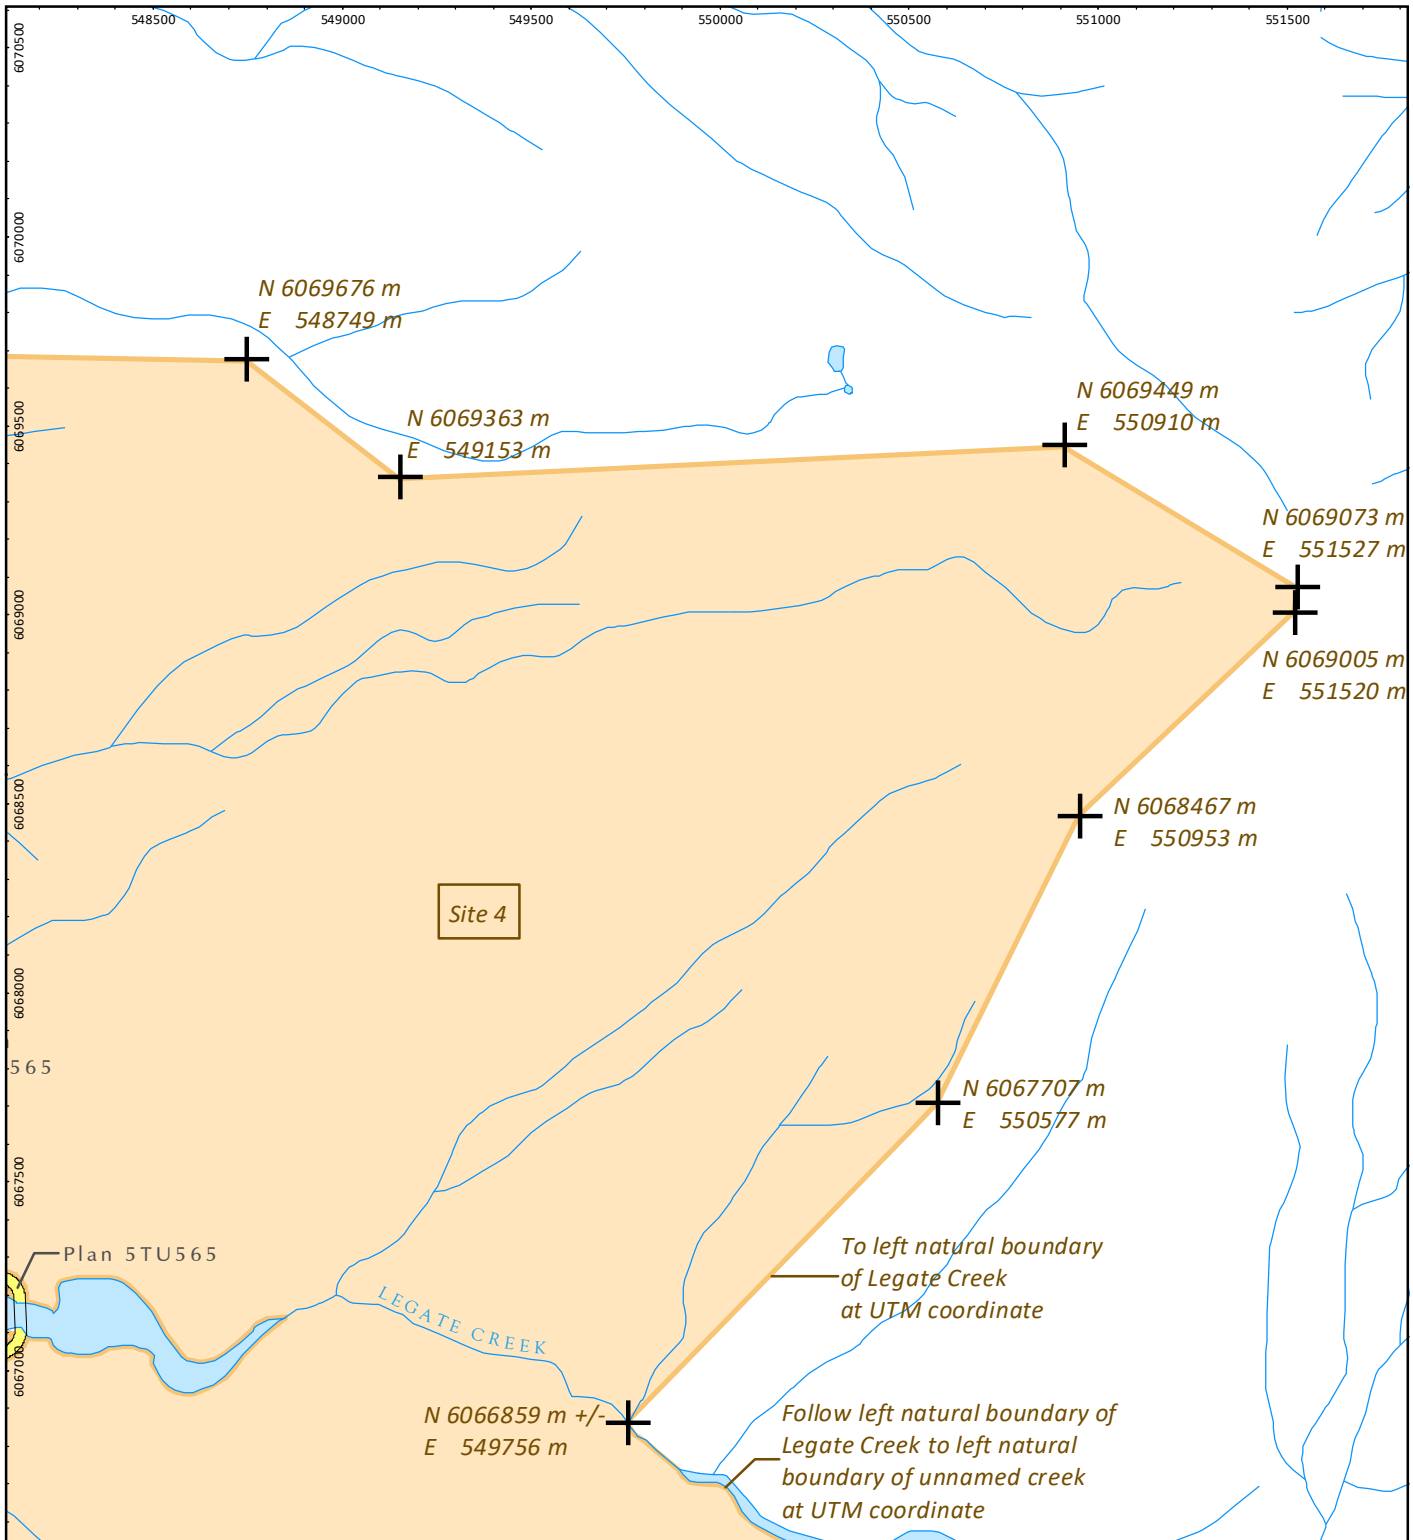 548500 549000 549500 550000 550500 551000 551500
6070500
6070000
N 6069676 m
E 548749 m
N 6069449 m
E 550910 m
N 6069363 m
E 549153 m
6069500
N 6069073 m
E 551527 m
6069000
N 6069005 m
E 551520 m
6068500
N 6068467 m
E 550953 m
Site 4
6068000
565
N 6067707 m
E 550577 m
6067500
Plan 5TU565
To left natural boundary
of Legate Creek
at UTM coordinate
LEGATE CREEK
6067000
N 6066859 m +/-
E 549756 m
Follow left natural boundary of
Legate Creek to left natural
boundary of unnamed creek
at UTM coordinate